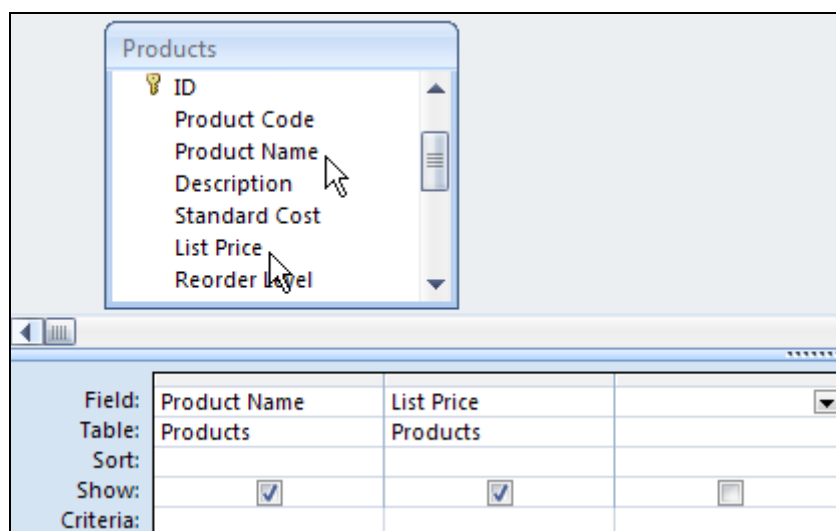 Products
ID
Product Code
Product Name
Description
Standard Cost
List Price
Reorder Level
Field: Product Name List Price
Table: Products Products
Sort:
Show:
Criteria: